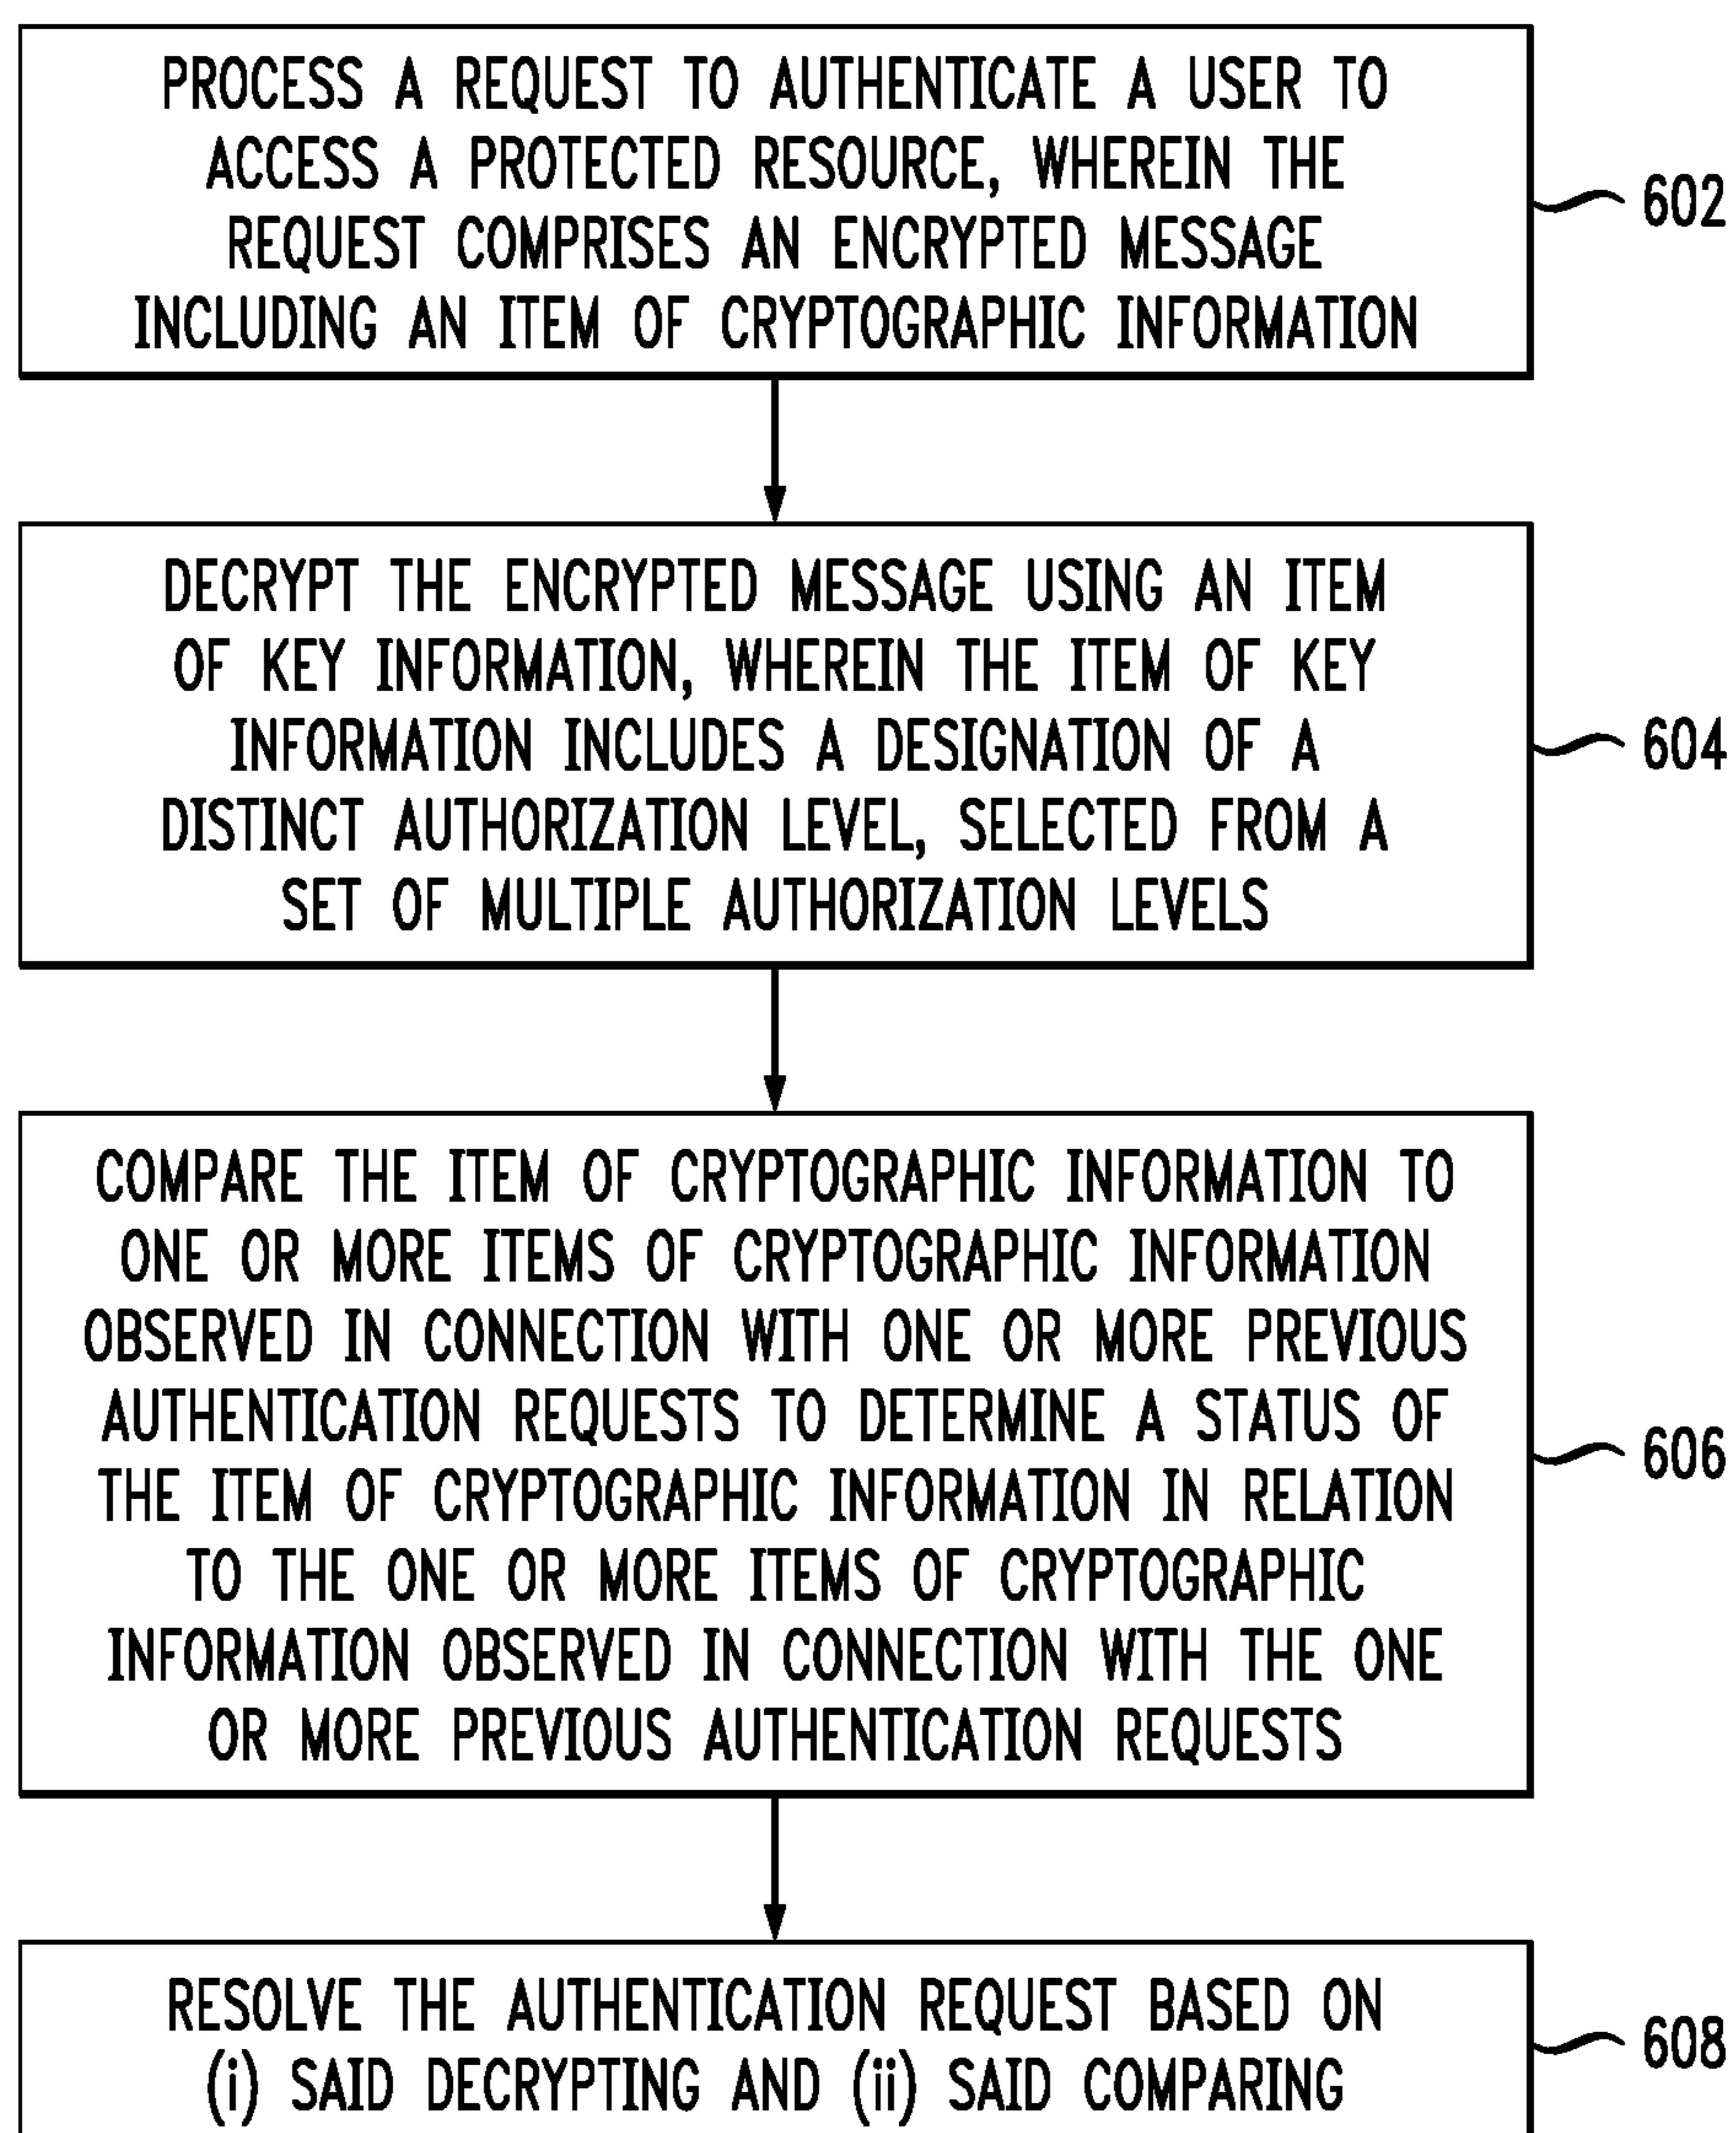 PROCESS A REQUEST TO AUTHENTICATE A USER TO
ACCESS A PROTECTED RESOURCE, WHEREIN THE
REQUEST COMPRISES AN ENCRYPTED MESSAGE
INCLUDING AN ITEM OF CRYPTOGRAPHIC INFORMATION
602
DECRYPT THE ENCRYPTED MESSAGE USING AN ITEM
OF KEY INFORMATION, WHEREIN THE ITEM OF KEY
INFORMATION INCLUDES A DESIGNATION OF A
DISTINCT AUTHORIZATION LEVEL, SELECTED FROM A
SET OF MULTIPLE AUTHORIZATION LEVELS
604
COMPARE THE ITEM OF CRYPTOGRAPHIC INFORMATION TO
ONE OR MORE ITEMS OF CRYPTOGRAPHIC INFORMATION
OBSERVED IN CONNECTION WITH ONE OR MORE PREVIOUS
AUTHENTICATION REQUESTS TO DETERMINE A STATUS OF
THE ITEM OF CRYPTOGRAPHIC INFORMATION IN RELATION
TO THE ONE OR MORE ITEMS OF CRYPTOGRAPHIC
INFORMATION OBSERVED IN CONNECTION WITH THE ONE
OR MORE PREVIOUS AUTHENTICATION REQUESTS
606
RESOLVE THE AUTHENTICATION REQUEST BASED ON
(i) SAID DECRYPTING AND (ii) SAID COMPARING
608